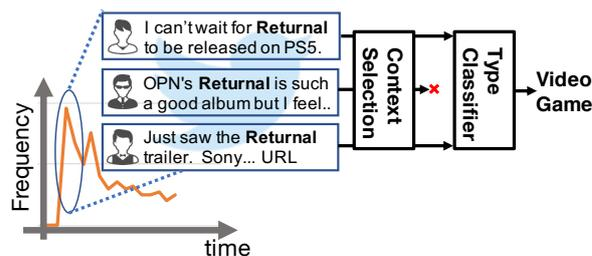 I can't wait for Returnal
to be released on PS5.
OPN's Returnal is such
a good album but I feel..
Just saw the Returnal
trailer. Sony... URL
Context
Selection
Type
Classifier
Video
Game
Frequency
time